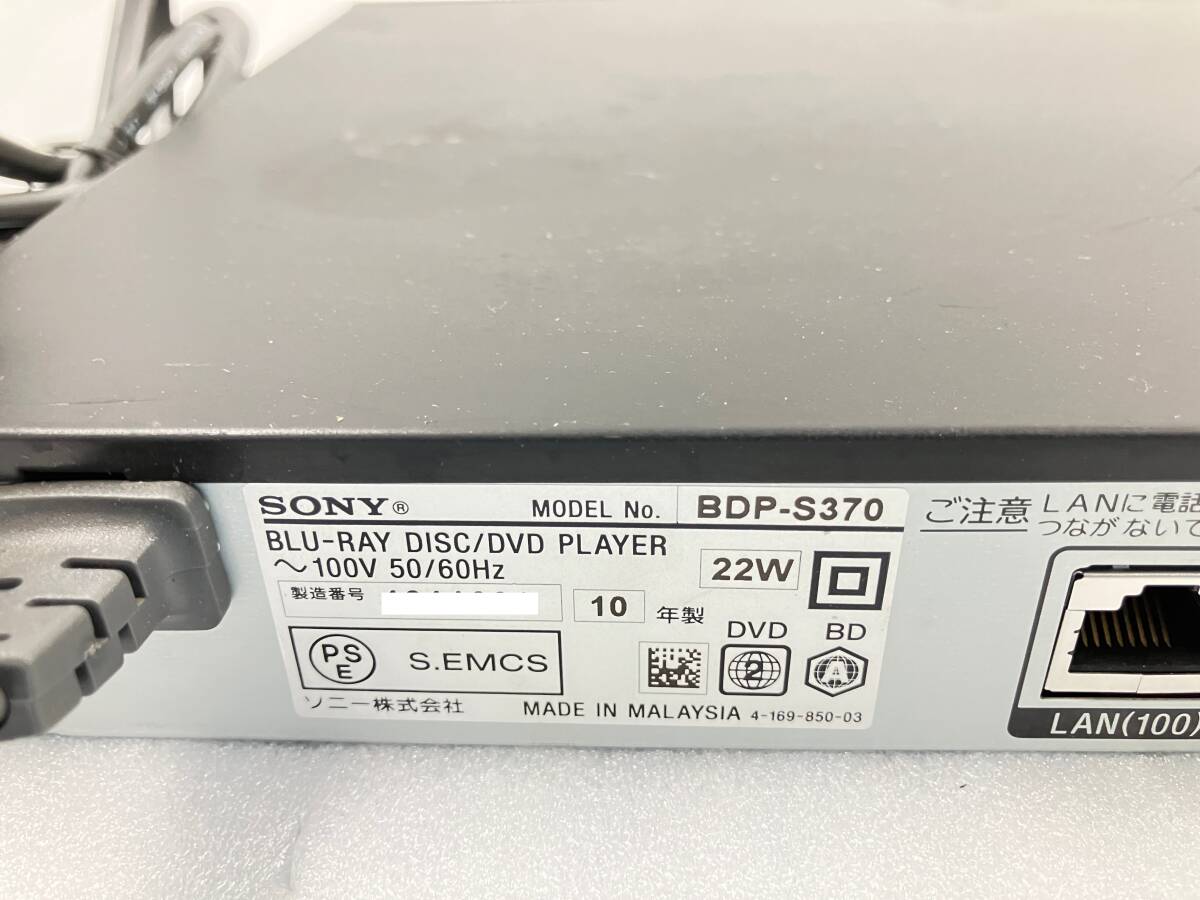 SONY®
MODEL No. BDP-S370
BLU-RAY DISC/DVD PLAYER
～100V 50/60Hz
22W
製造番号
10 年製
PS E S.EMCS
DVD BD
2 A
ソニー株式会社
MADE IN MALAYSIA 4-169-850-03
ご注意 LANに電話
つながないで
LAN(100)